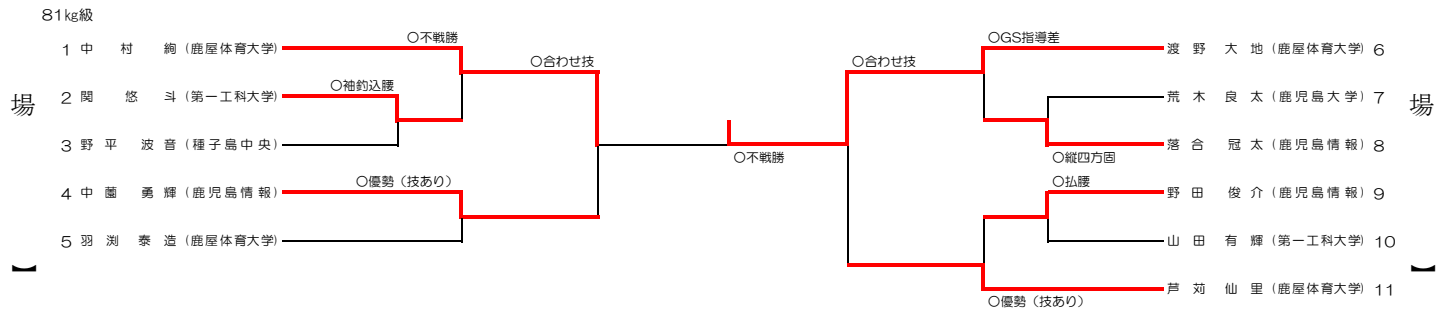 81㎏級
○不戦勝
1 中村 絢 (鹿屋体育大学)
○合わせ技
○袖釣込腰
2 関 悠斗 (第一工科大学)
場
3 野平 波音 (種子島中央)
○優勢（技あり）
4 中薗 勇輝 (鹿児島情報)
5 羽渕 泰造 (鹿屋体育大学)
】
○不戦勝
○GS指導差
渡野 大地 (鹿屋体育大学) 6
○合わせ技
荒木 良太 (鹿児島大学) 7
場
落合 冠太 (鹿児島情報) 8
○縦四方固
○払腰
野田 俊介 (鹿児島情報) 9
山田 有輝 (第一工科大学) 10
】
芦苅 仙里 (鹿屋体育大学) 11
○優勢（技あり）